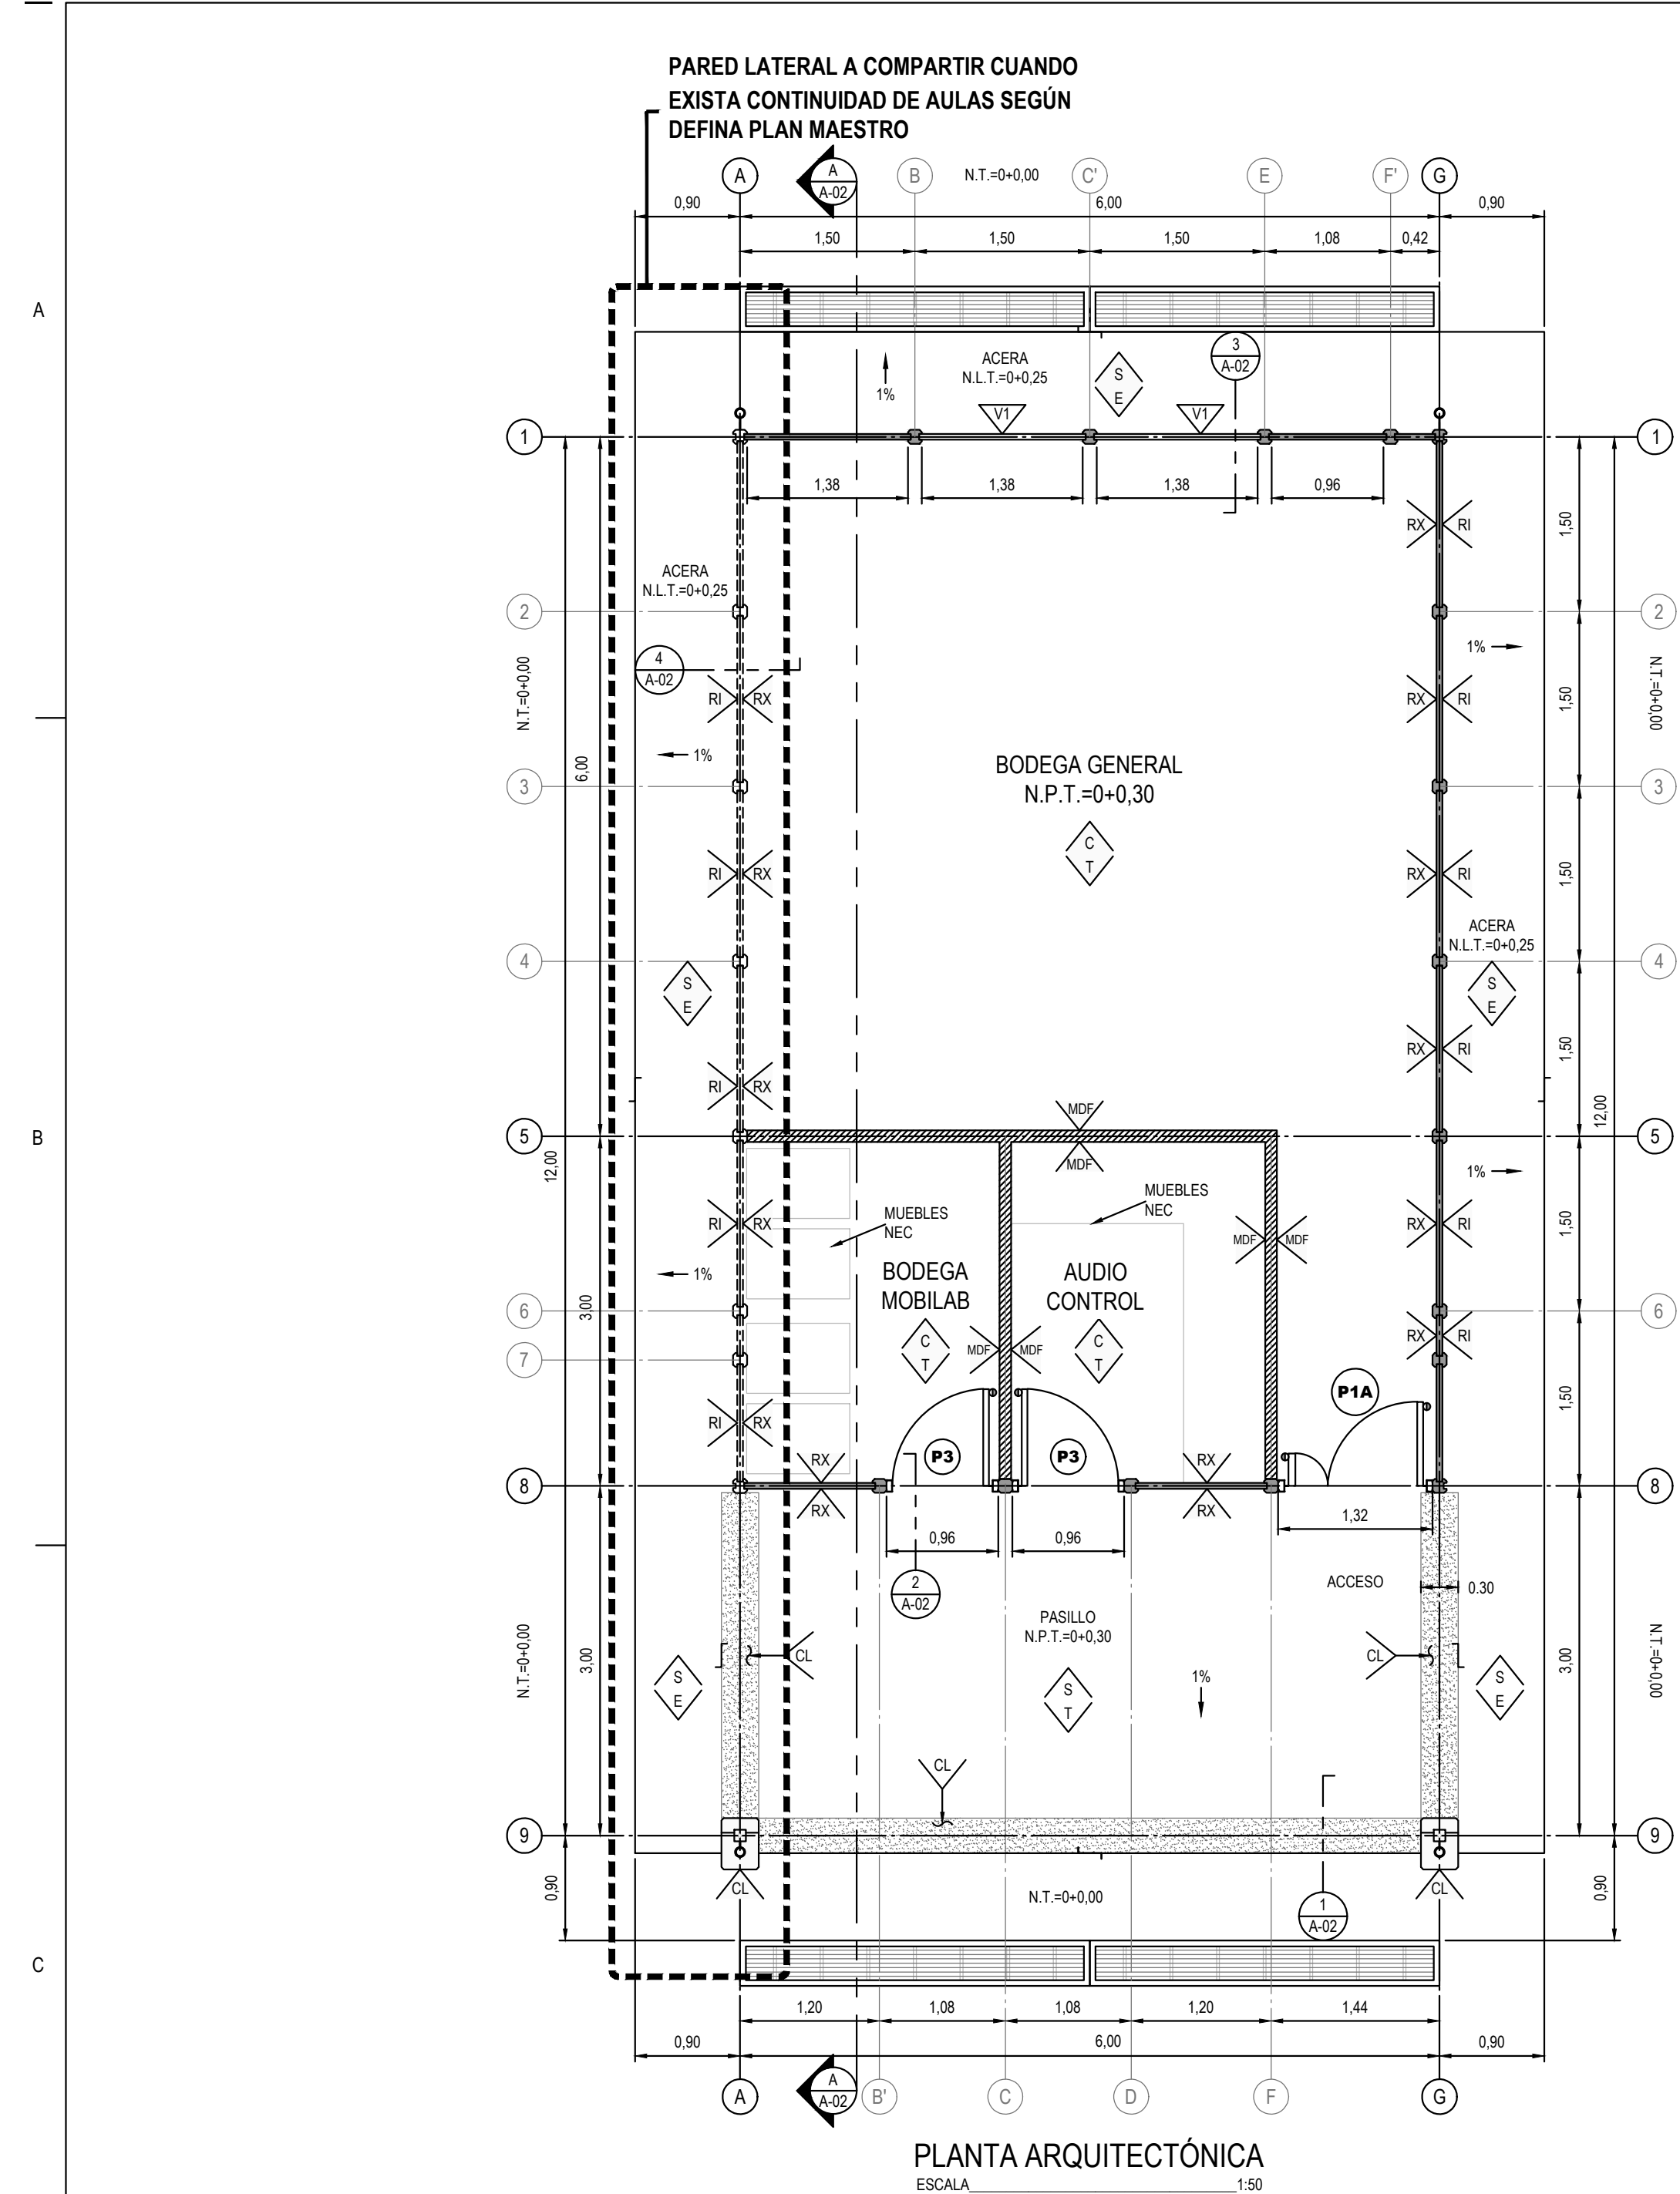 PARED LATERAL A COMPARTIR CUANDO
EXISTA CONTINUIDAD DE AULAS SEGÚN
DEFINA PLAN MAESTRO
A
A
A-02
B
N.T.=0+0,00
C'
E
F'
G
0,90
6,00
0,90
1,50
1,50
1,50
1,08
0,42
A
ACERA
N.L.T.=0+0,25
1%
S
E
3
A-02
V1
V1
1
1
1,38
1,38
1,38
0,96
RX
RI
1,50
ACERA
N.L.T.=0+0,25
2
2
1%
4
A-02
N.T.=0+0,00
N.T.=0+0,00
RI
RX
RX
RI
1,50
1%
6,00
BODEGA GENERAL
N.P.T.=0+0,30
3
3
C
T
RI
RX
RX
RI
1,50
ACERA
N.L.T.=0+0,25
4
4
S
E
S
E
RX
RI
1,50
RI
RX
MDF
12,00
B
5
5
12,00
MDF
1%
MUEBLES
NEC
MUEBLES
NEC
RI
RX
MDF
MDF
RX
RI
1,50
1%
BODEGA
MOBILAB
AUDIO
CONTROL
3,00
6
6
RX
RI
C
T
MDF
MDF
C
T
7
P1A
1,50
RI
RX
RX
P3
P3
RX
8
8
RX
RX
1,32
0,96
0,96
2
A-02
ACCESO
0.30
PASILLO
N.P.T.=0+0,30
N.T.=0+0,00
3,00
CL
CL
3,00
N.T.=0+0,00
S
E
S
T
1%
S
E
CL
9
9
0,90
CL
N.T.=0+0,00
CL
0,90
1
A-02
C
1,20
1,08
1,08
1,20
1,44
0,90
6,00
0,90
A
A
A-02
B'
C
D
F
G
PLANTA ARQUITECTÓNICA
ESCALA 1:50